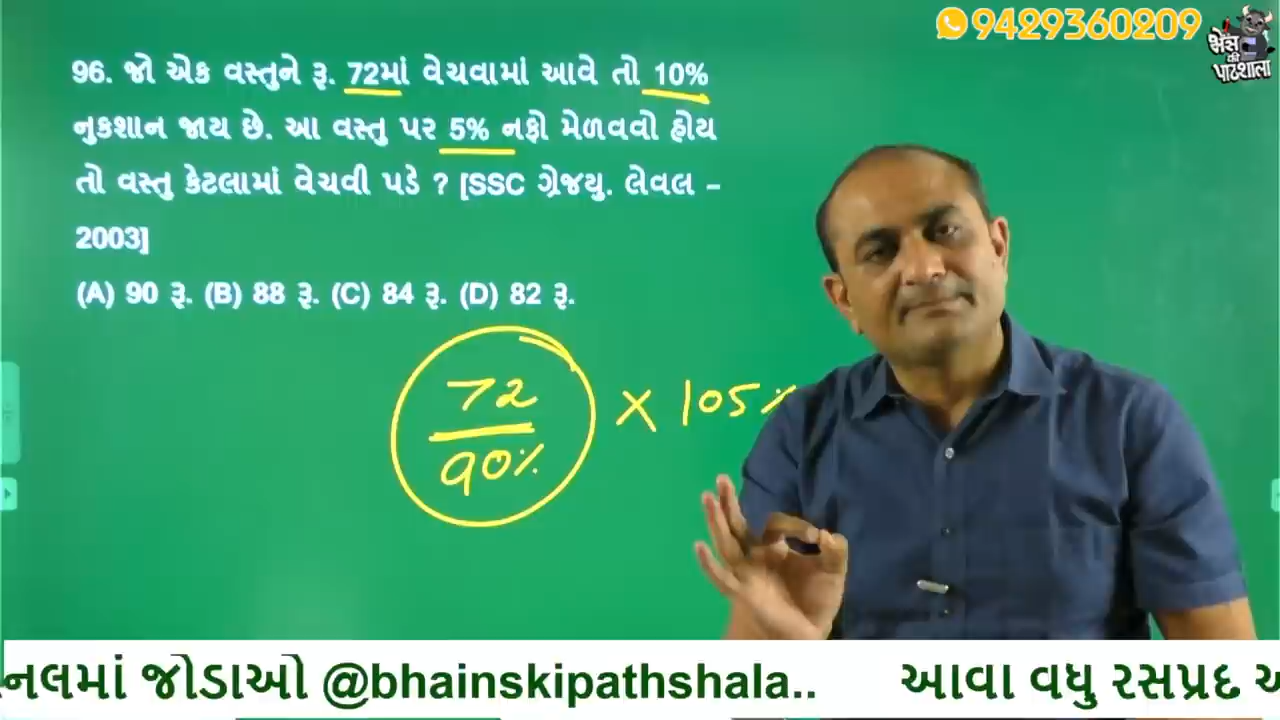 9429360209
ભેંસ
की
પાઠશાલા
96. જો એક વસ્તુને રૂ. 72માં વેચવામાં આવે તો 10%
નુકશાન જાય છે. આ વસ્તુ પર 5% નફો મેળવવો હોય
તો વસ્તુ કેટલામાં વેચવી પડે ? [SSC ગ્રેજયુ. લેવલ –
2003]
(A) 90 રૂ. (B) 88 રૂ. (C) 84 રૂ. (D) 82 રૂ.
72
90% × 105%
નલમાં જોડાઓ @bhainskipathshala.. આવા વધુ રસપ્રદ